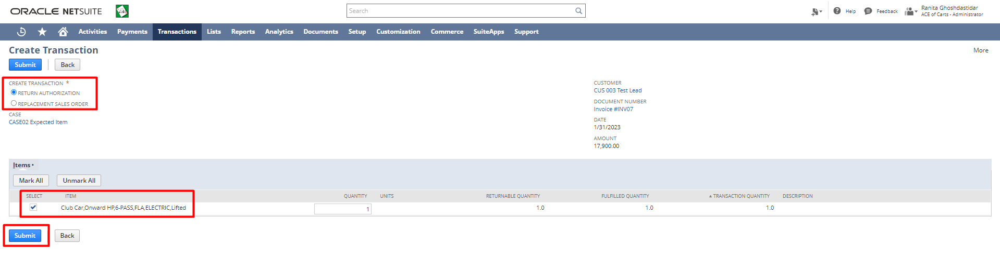 ORACLE NETSUITE
Search
Help
Feedback
Ranita Ghoshdastidar
ACE of Carts - Administrator
Activities
Payments
Transactions
Lists
Reports
Analytics
Documents
Setup
Customization
Commerce
SuiteApps
Support
Create Transaction
More
Submit
Back
CREATE TRANSACTION *
RETURN AUTHORIZATION
REPLACEMENT SALES ORDER
CASE
CASE02 Expected Item
CUSTOMER
CUS 003 Test Lead
DOCUMENT NUMBER
Invoice #INV07
DATE
1/31/2023
AMOUNT
17,900.00
Items •
Mark All
Unmark All
SELECT ITEM QUANTITY UNITS RETURNABLE QUANTITY FULFILLED QUANTITY ▲ TRANSACTION QUANTITY DESCRIPTION
Club Car,Onward HP,6-PASS,FLA,ELECTRIC,Lifted 1 1.0 1.0 1.0
Submit
Back